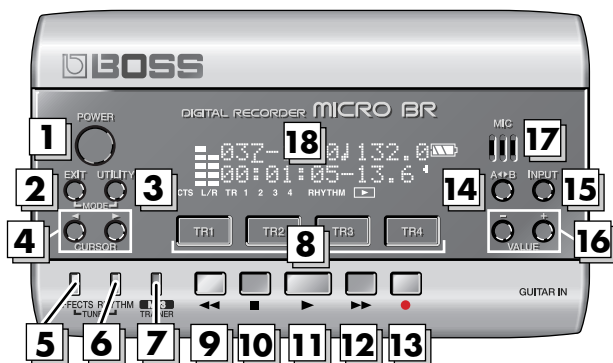 BOSS
DIGITAL RECORDER MICRO BR
1
POWER
18
037- 0♩132.0
00:01:05-13.6
MIC
17
2
EXIT UTILITY
MODE
3
L/R TR 1 2 3 4 RHYTHM
14
A B
INPUT
15
4
CURSOR
TR1
TR2
TR3
TR4
8
- +
VALUE
16
RHYTHM
TUNER
TRAINER
GUITAR IN
5
6
7
9
10
11
12
13